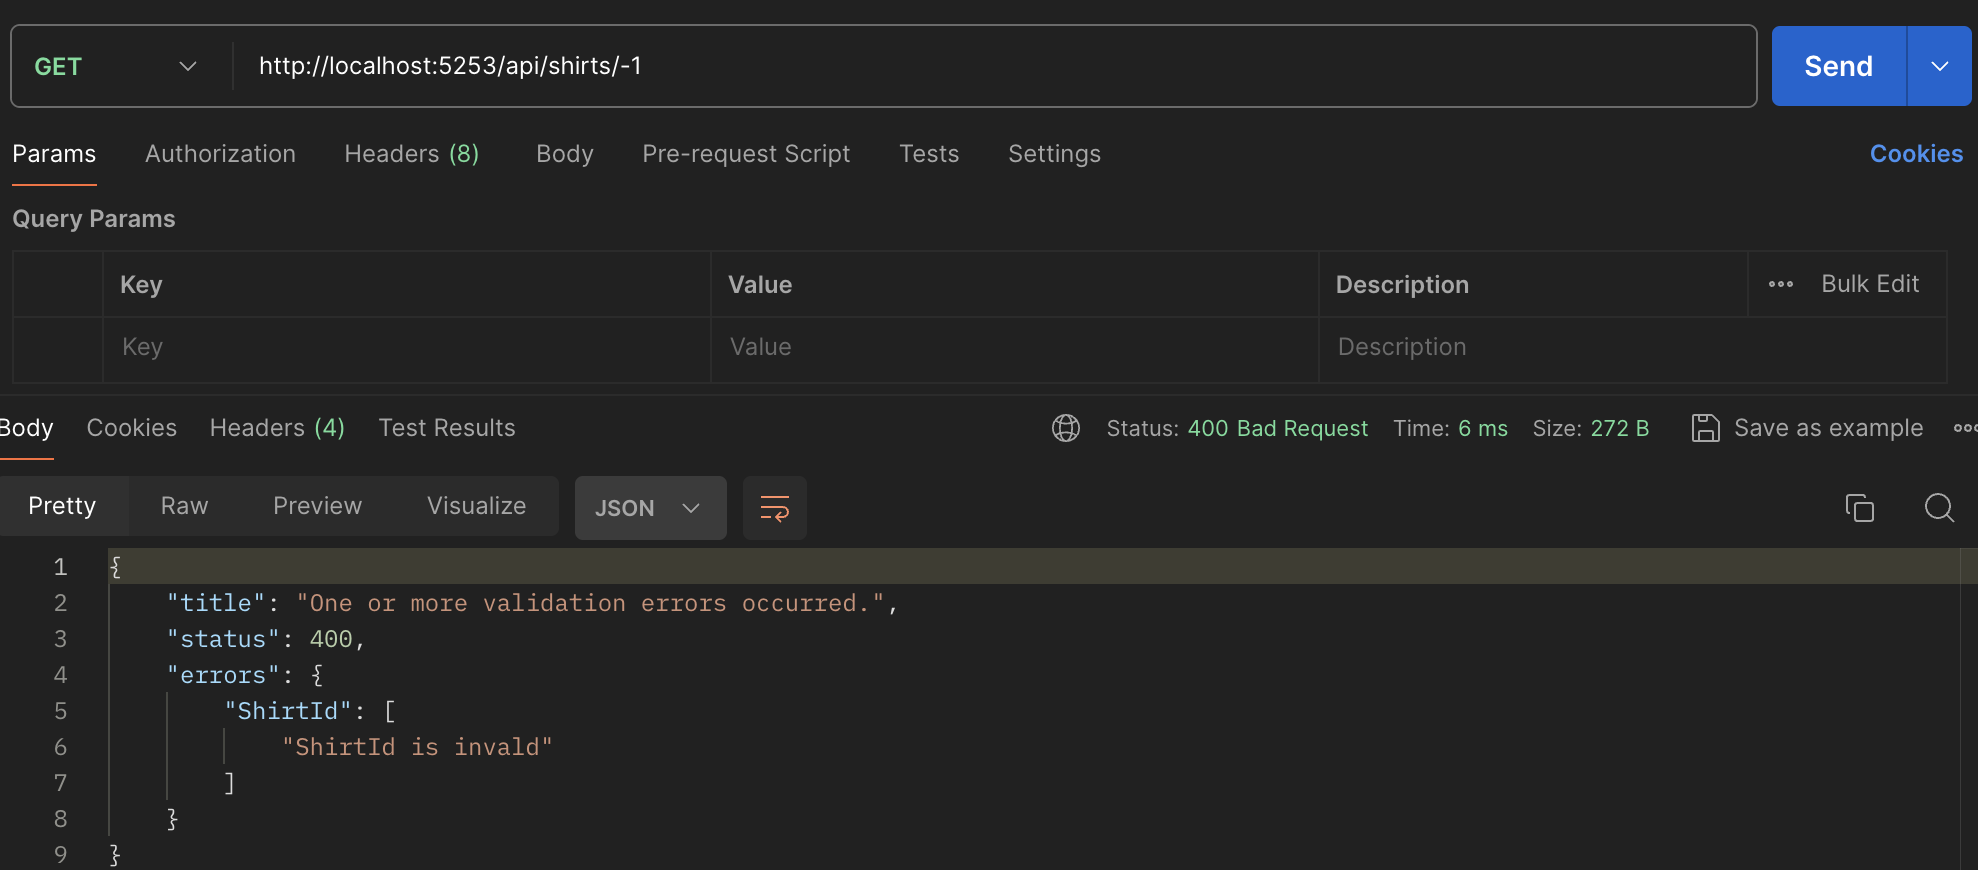 GET http://localhost:5253/api/shirts/-1 Send
Params Authorization Headers (8) Body Pre-request Script Tests Settings Cookies
Query Params
Key Value Description Bulk Edit
Key Value Description
Body Cookies Headers (4) Test Results Status: 400 Bad Request Time: 6 ms Size: 272 B Save as example
Pretty Raw Preview Visualize JSON
1 {
2 "title": "One or more validation errors occurred.",
3 "status": 400,
4 "errors": {
5 "ShirtId": [
6 "ShirtId is invald"
7 ]
8 }
9 }